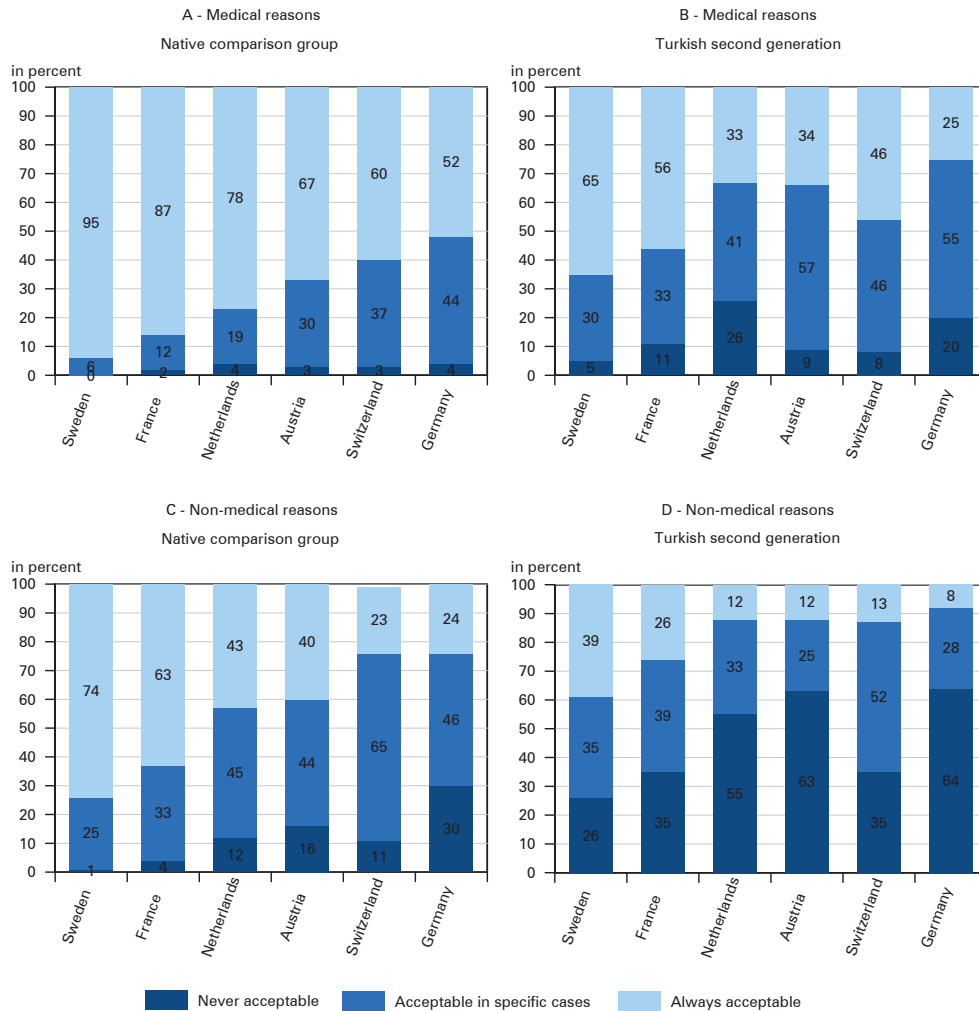 A - Medical reasons
Native comparison group
in percent
100
90
80
70
60
50
40
30
20
10
0
95 87 78 67 60 52
6 12 19 30 37 44
0 2 4 3 3 4
Sweden France Netherlands Austria Switzerland Germany
B - Medical reasons
Turkish second generation
in percent
100
90
80
70
60
50
40
30
20
10
0
65 56 33 34 46 25
30 33 41 57 46 55
5 11 26 9 8 20
Sweden France Netherlands Austria Switzerland Germany
C - Non-medical reasons
Native comparison group
in percent
100
90
80
70
60
50
40
30
20
10
0
74 63 43 40 23 24
25 33 45 44 65 46
1 4 12 16 11 30
Sweden France Netherlands Austria Switzerland Germany
D - Non-medical reasons
Turkish second generation
in percent
100
90
80
70
60
50
40
30
20
10
0
39 26 12 12 13 8
35 39 33 25 52 28
26 35 55 63 35 64
Sweden France Netherlands Austria Switzerland Germany
Never acceptable Acceptable in specific cases Always acceptable